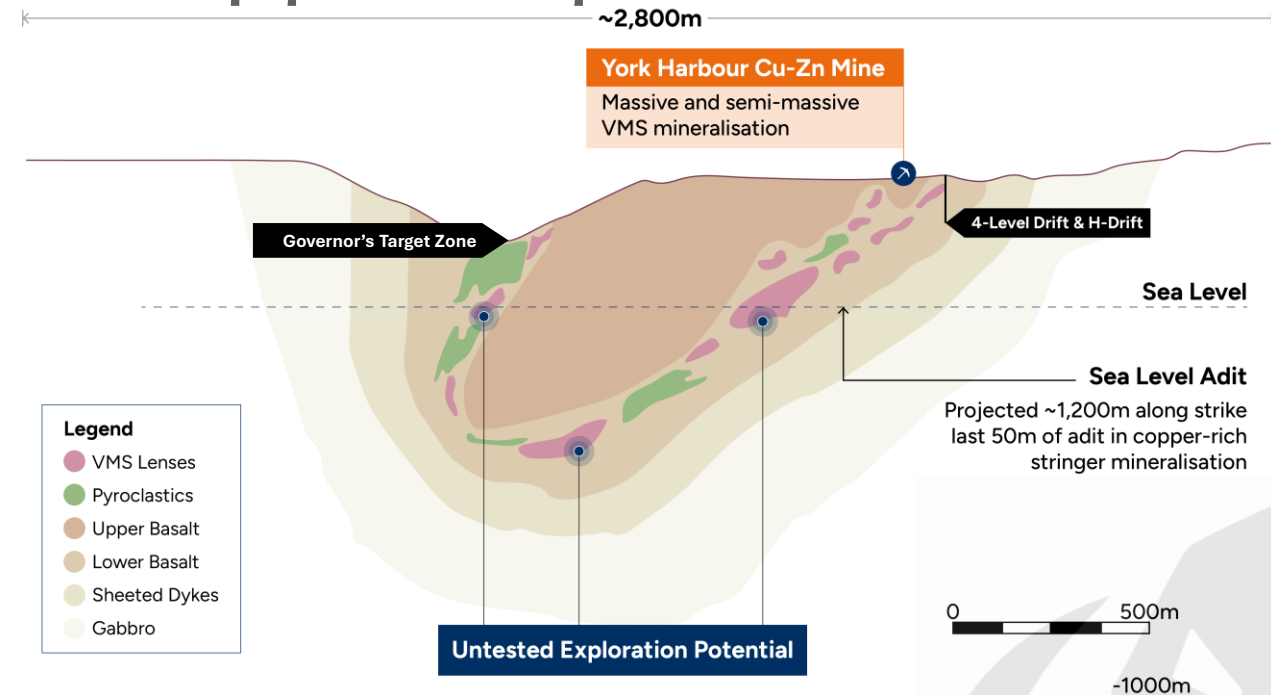 ~2,800m
York Harbour Cu-Zn Mine
Massive and semi-massive
VMS mineralisation
Governor's Target Zone
4-Level Drift & H-Drift
Sea Level
Sea Level Adit
Projected ~1,200m along strike
last 50m of adit in copper-rich
stringer mineralisation
Legend
VMS Lenses
Pyroclastics
Upper Basalt
Lower Basalt
Sheeted Dykes
Gabbro
Untested Exploration Potential
0 500m
-1000m